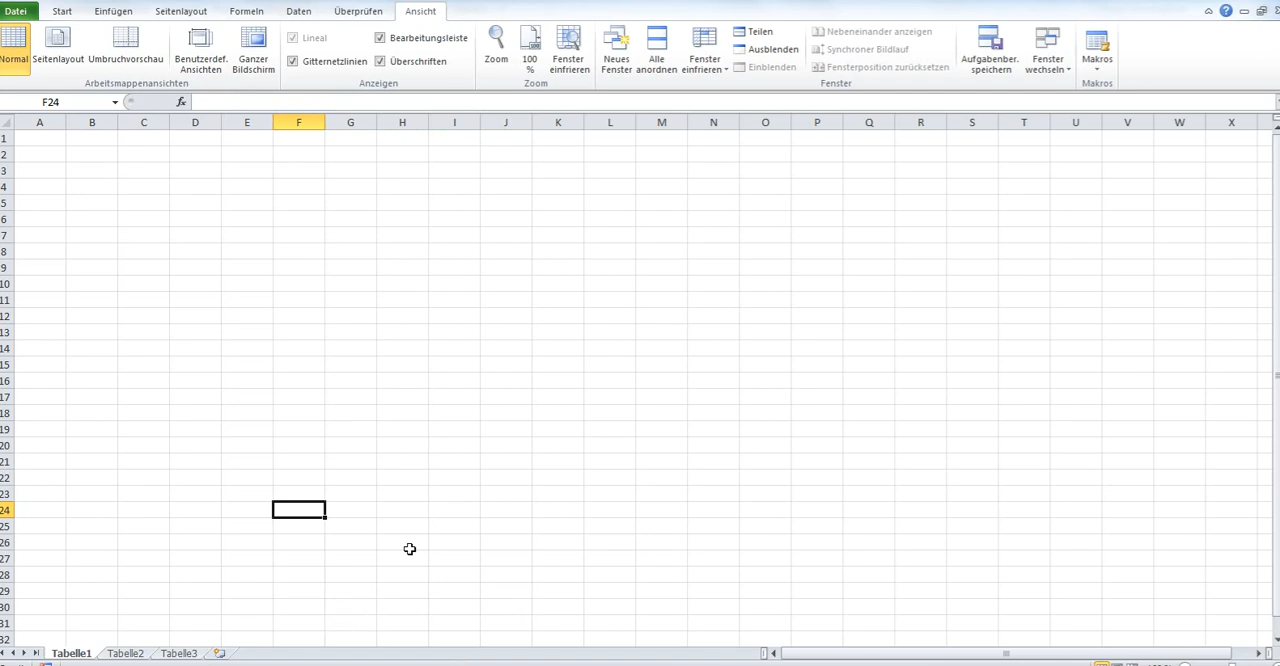 Datei Start Einfügen Seitenlayout Formeln Daten Überprüfen Ansicht
Normal Seitenlayout Umbruchvorschau Benutzerdef. Ansichten Ganzer Bildschirm
Arbeitsmappenansichten
Lineal Bearbeitungsleiste
Gitternetzlinien Überschriften
Anzeigen
Zoom 100 % Fenster einfrieren
Zoom
Neues Fenster Alle anordnen Fenster einfrieren
Teilen Nebeneinander anzeigen
Ausblenden Synchroner Bildlauf
Einblenden Fensterposition zurücksetzen
Aufgabenber. speichern Fenster wechseln
Fenster
Makros
Makros
F24 fx
A B C D E F G H I J K L M N O P Q R S T U V W X
1
2
3
4
5
6
7
8
9
10
11
12
13
14
15
16
17
18
19
20
21
22
23
24
25
26
27
28
29
30
31
32
Tabelle1 Tabelle2 Tabelle3